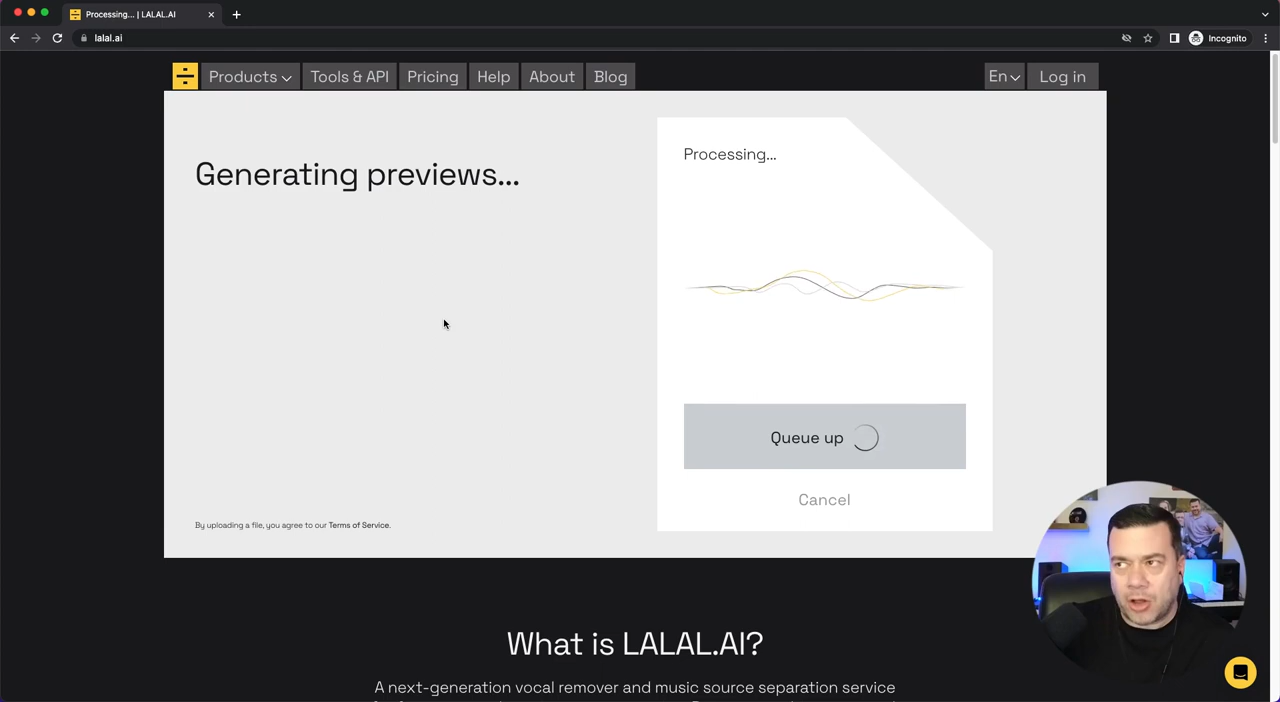 Processing... | LALAL.AI
lalal.ai
Incognito
Products
Tools & API
Pricing
Help
About
Blog
En
Log in
Generating previews...
Processing...
Queue up
Cancel
By uploading a file, you agree to our Terms of Service.
What is LALAL.AI?
A next-generation vocal remover and music source separation service